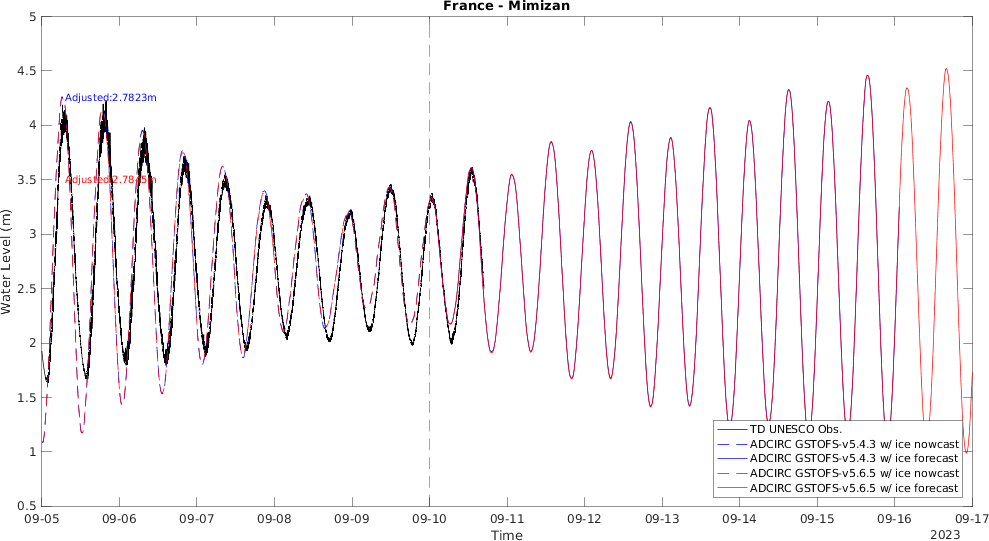 France - Mimizan
Water Level (m)
5
4.5
4
3.5
3
2.5
2
1.5
1
0.5
Adjusted:2.7823m
Adjusted:2.7845m
TD UNESCO Obs.
ADCIRC GSTOFS-v5.4.3 w/ ice nowcast
ADCIRC GSTOFS-v5.4.3 w/ ice forecast
ADCIRC GSTOFS-v5.6.5 w/ ice nowcast
ADCIRC GSTOFS-v5.6.5 w/ ice forecast
09-05 09-06 09-07 09-08 09-09 09-10 09-11 09-12 09-13 09-14 09-15 09-16 09-17
Time
2023